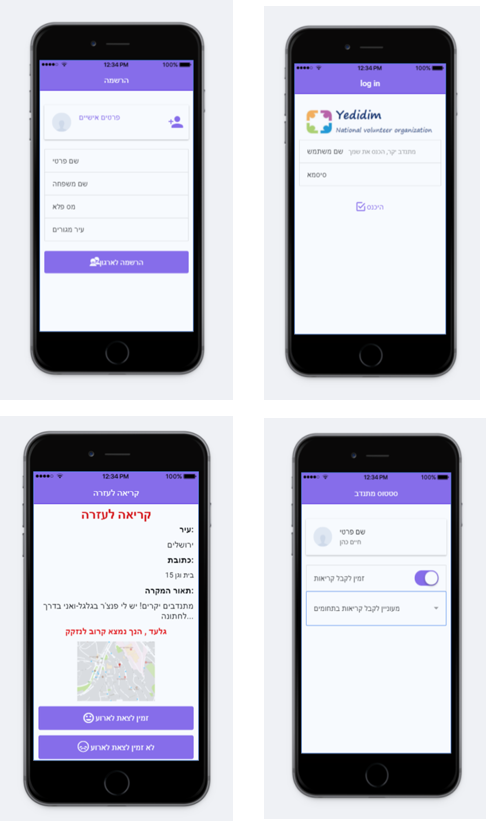 12:34 PM
100%
הרשמה
פרטים אישיים
שם פרטי
שם משפחה
מס פלא
עיר מגורים
הרשמה לארגון
12:34 PM
100%
log in
Yedidim
National volunteer organization
שם משתמש מתנדב יקר, הכנס את שמך
סיסמא
היכנס
12:34 PM
100%
קריאה לעזרה
קריאה לעזרה
עיר:
ירושלים
כתובת:
בית וגן 15
תאור המקרה:
מתנדבים יקרים! יש לי פנצ'ר בגלגל-ואני בדרך
לחתונה...
גלעד , הנך נמצא קרוב לנזקק
זמין לצאת לארוע
לא זמין לצאת לארוע
12:34 PM
100%
סטטוס מתנדב
שם פרטי
חיים כהן
זמין לקבל קריאות
מעוניין לקבל קריאות בתחומים